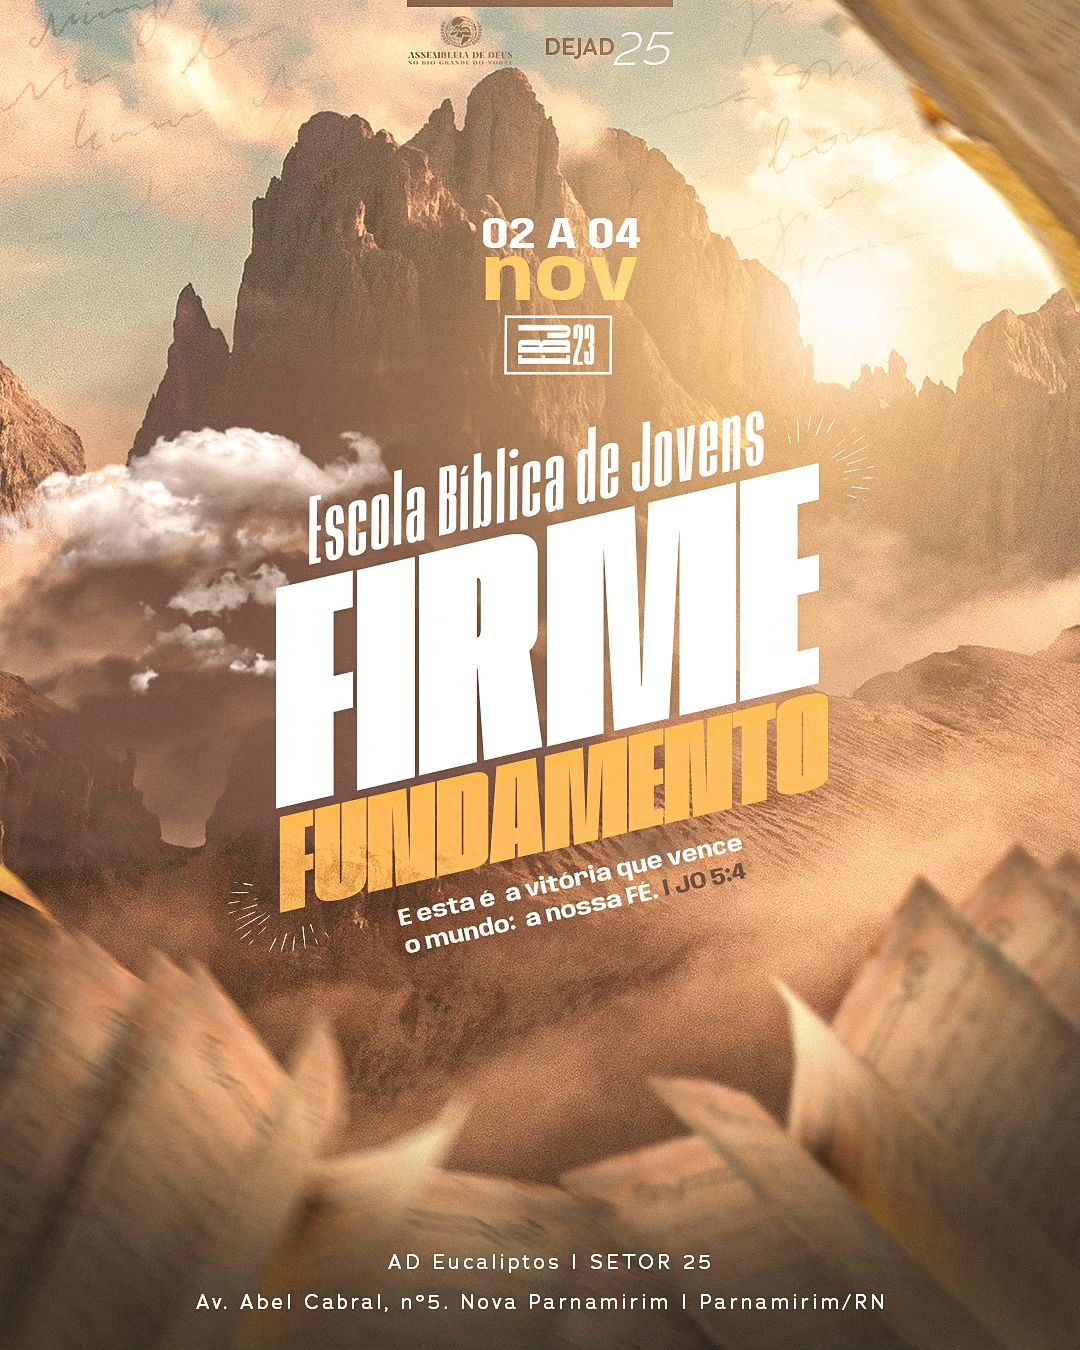 ASSEMBLEIA DE DEUS
NO RIO GRANDE DO NORTE
DEJAD 25
02 A 04
nov
EBJ 23
Escola Bíblica de Jovens
FIRME
FUNDAMENTO
E esta é a vitória que vence
o mundo: a nossa FÉ. I JO 5:4
AD Eucaliptos | SETOR 25
Av. Abel Cabral, nº5. Nova Parnamirim | Parnamirim/RN